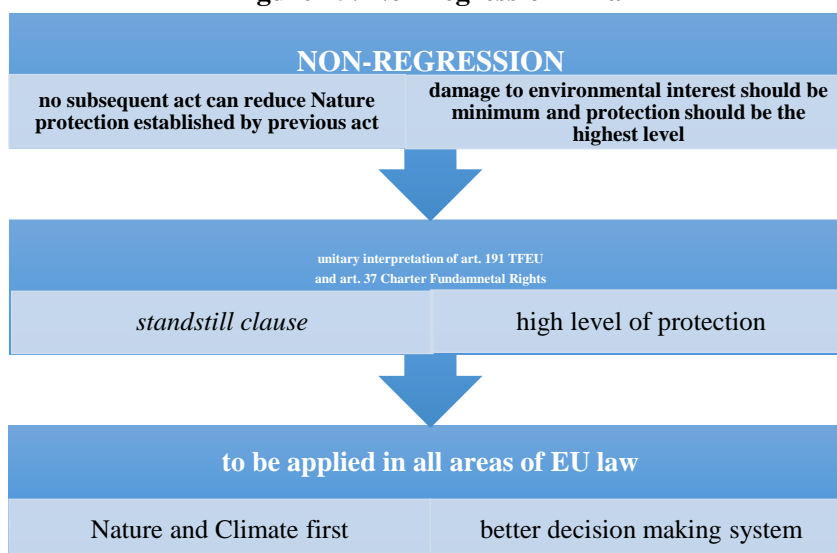 NON-REGRESSION
no subsequent act can reduce Nature
protection established by previous act
damage to environmental interest should be
minimum and protection should be the
highest level
unitary interpretation of art. 191 TFEU
and art. 37 Charter Fundamnetal Rights
standstill clause
high level of protection
to be applied in all areas of EU law
Nature and Climate first
better decision making system